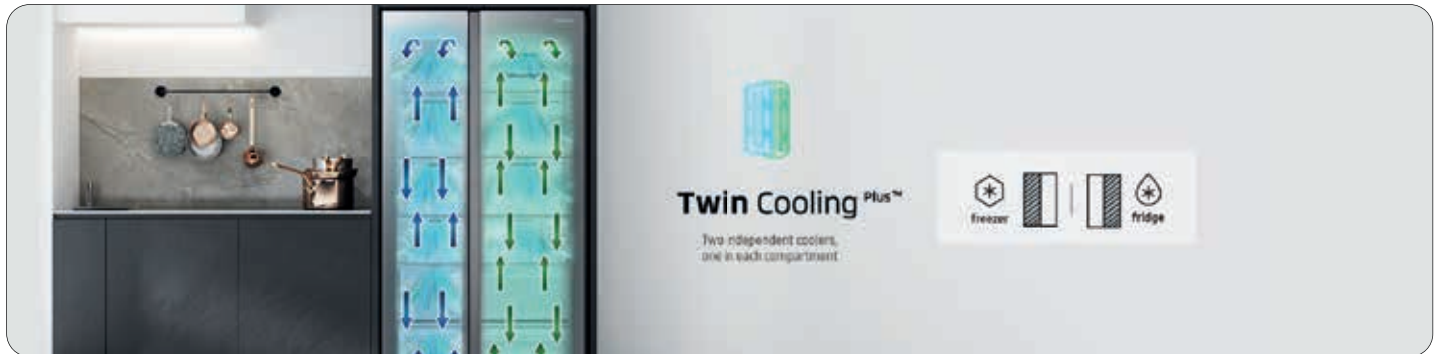 Twin Cooling Plus™
Two independent coolers,
one in each compartment
freezer
fridge